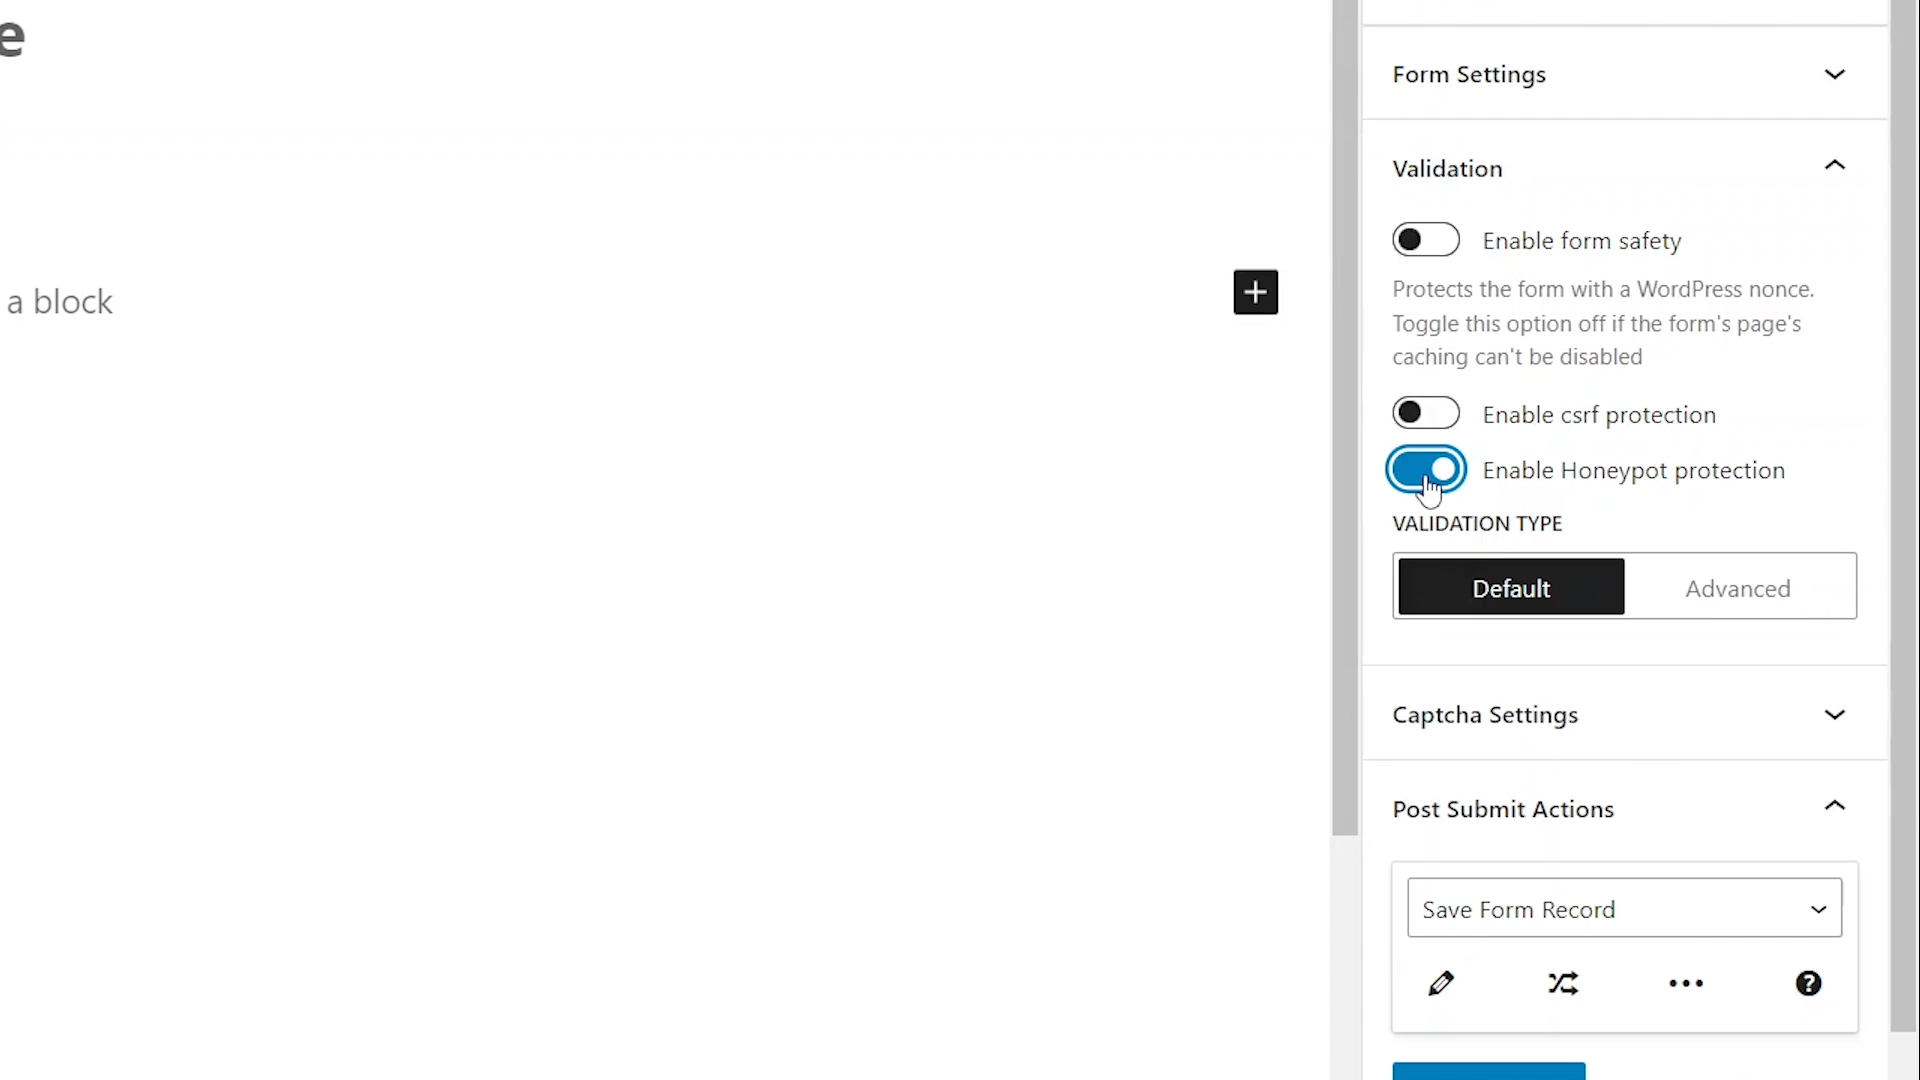 e
a block
Form Settings
Validation
Enable form safety
Protects the form with a WordPress nonce.
Toggle this option off if the form's page's
caching can't be disabled
Enable csrf protection
Enable Honeypot protection
VALIDATION TYPE
Default Advanced
Captcha Settings
Post Submit Actions
Save Form Record